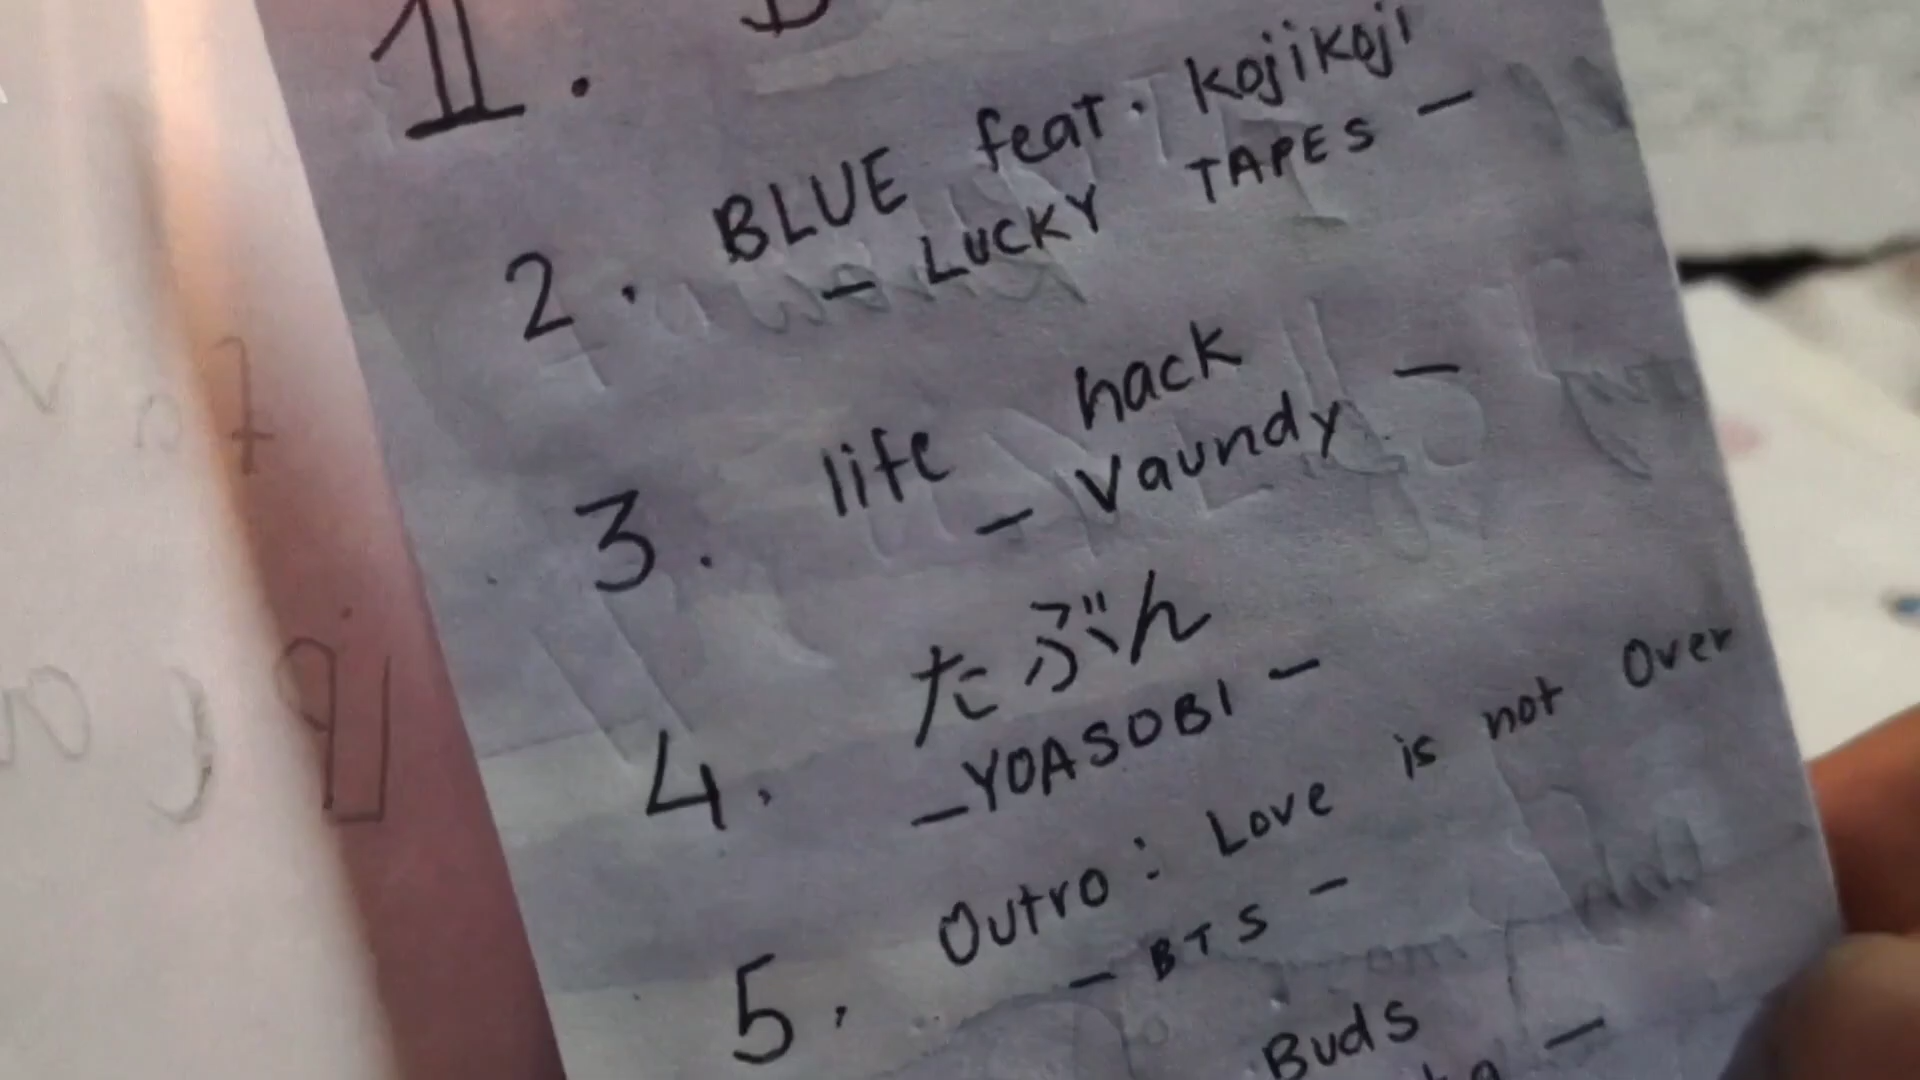 1.
BLUE feat. kojikoji
2. - LUCKY TAPES -
life hack
3. - Vaundy -
たぶん
4. - YOASOBI -
Outro : Love is not Over
5. - BTS -
Buds